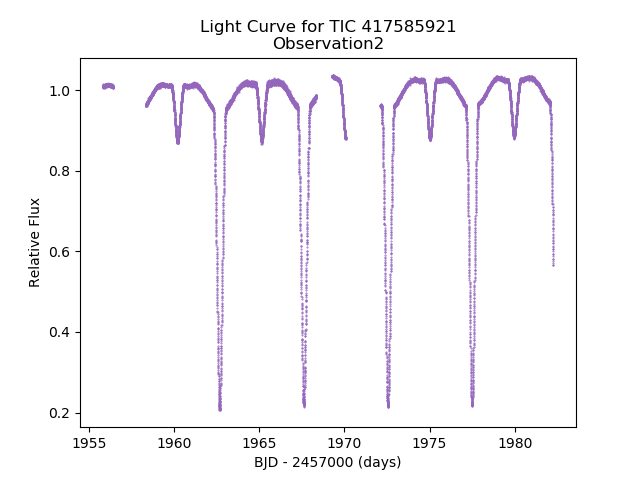 Light Curve for TIC 417585921
Observation2
1.0
0.8
0.6
0.4
0.2
Relative Flux
1955 1960 1965 1970 1975 1980
BJD - 2457000 (days)